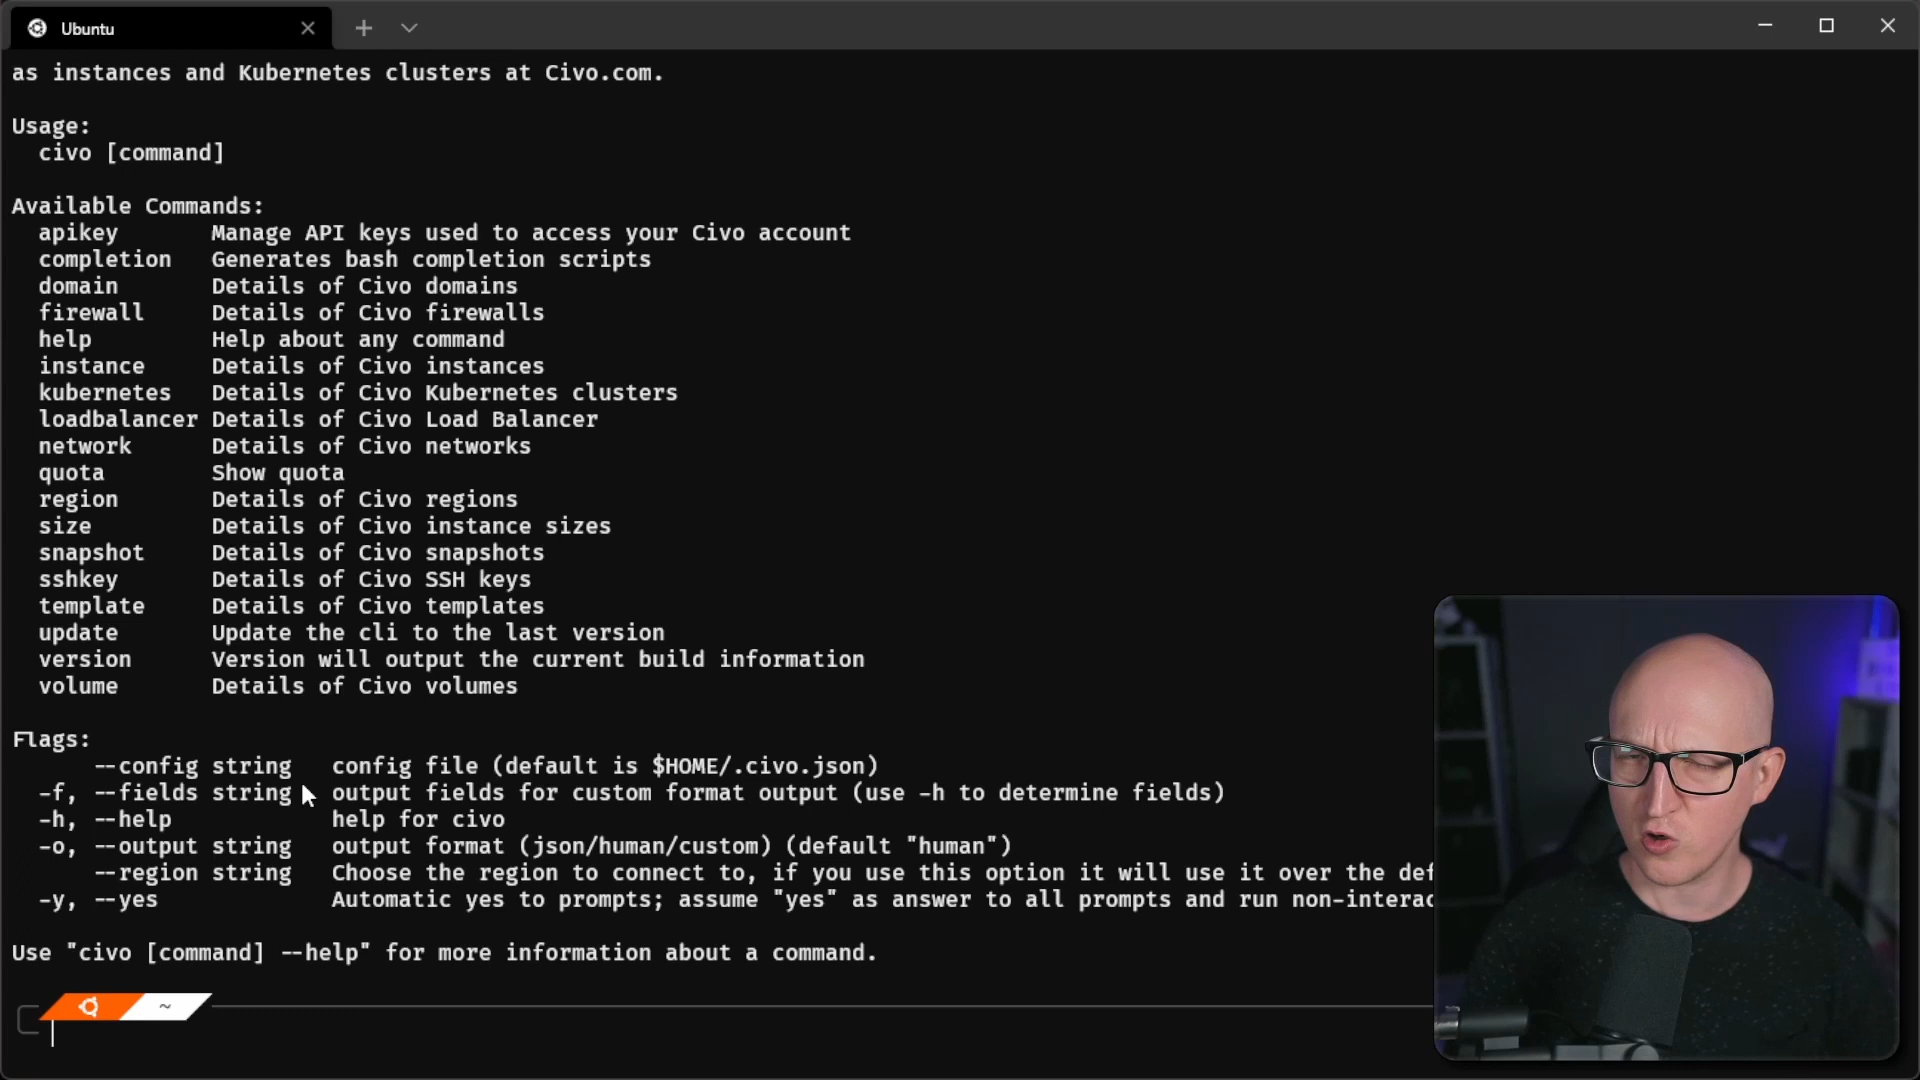 Ubuntu
as instances and Kubernetes clusters at Civo.com.
Usage:
civo [command]
Available Commands:
apikey Manage API keys used to access your Civo account
completion Generates bash completion scripts
domain Details of Civo domains
firewall Details of Civo firewalls
help Help about any command
instance Details of Civo instances
kubernetes Details of Civo Kubernetes clusters
loadbalancer Details of Civo Load Balancer
network Details of Civo networks
quota Show quota
region Details of Civo regions
size Details of Civo instance sizes
snapshot Details of Civo snapshots
sshkey Details of Civo SSH keys
template Details of Civo templates
update Update the cli to the last version
version Version will output the current build information
volume Details of Civo volumes
Flags:
--config string config file (default is $HOME/.civo.json)
-f, --fields string output fields for custom format output (use -h to determine fields)
-h, --help help for civo
-o, --output string output format (json/human/custom) (default "human")
--region string Choose the region to connect to, if you use this option it will use it over the def
-y, --yes Automatic yes to prompts; assume "yes" as answer to all prompts and run non-interac
Use "civo [command] --help" for more information about a command.
~